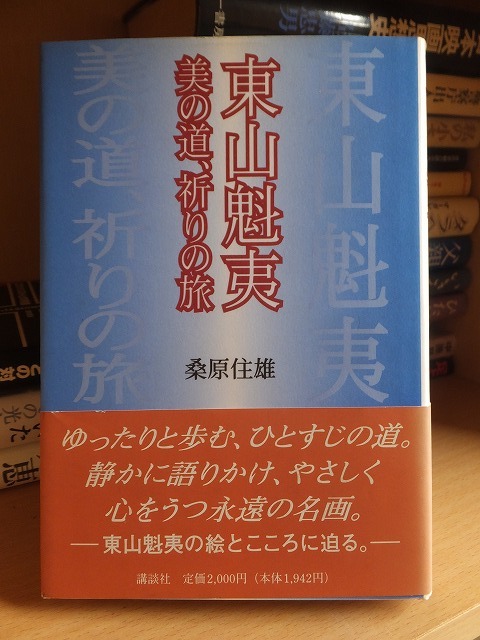 東山魁夷
美の道、祈りの旅
東山魁夷
美の道、祈りの旅
桑原住雄
ゆったりと歩む、ひとすじの道。
静かに語りかけ、やさしく
心をうつ永遠の名画。
―東山魁夷の絵とこころに迫る。―
講談社 定価2,000円（本体1,942円）